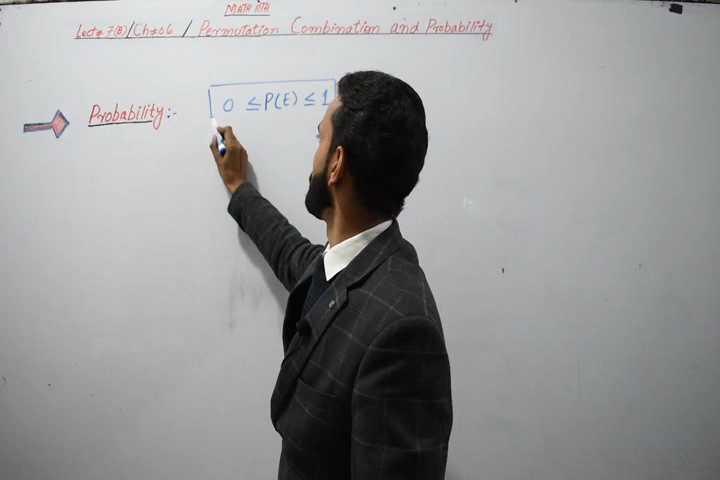 MATH 11TH
Lect# 7(B)/Ch#06 / Permutation Combination and Probability
Probability:-
0 ≤ P(E) ≤ 1